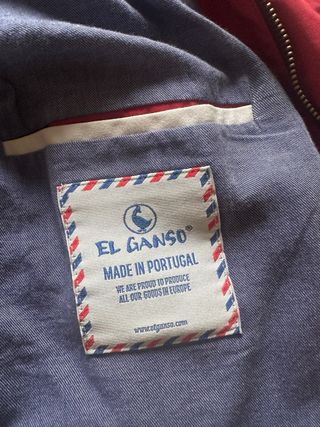 EL GANSO®
MADE IN PORTUGAL
WE ARE PROUD TO PRODUCE
ALL OUR GOODS IN EUROPE
www.elganso.com